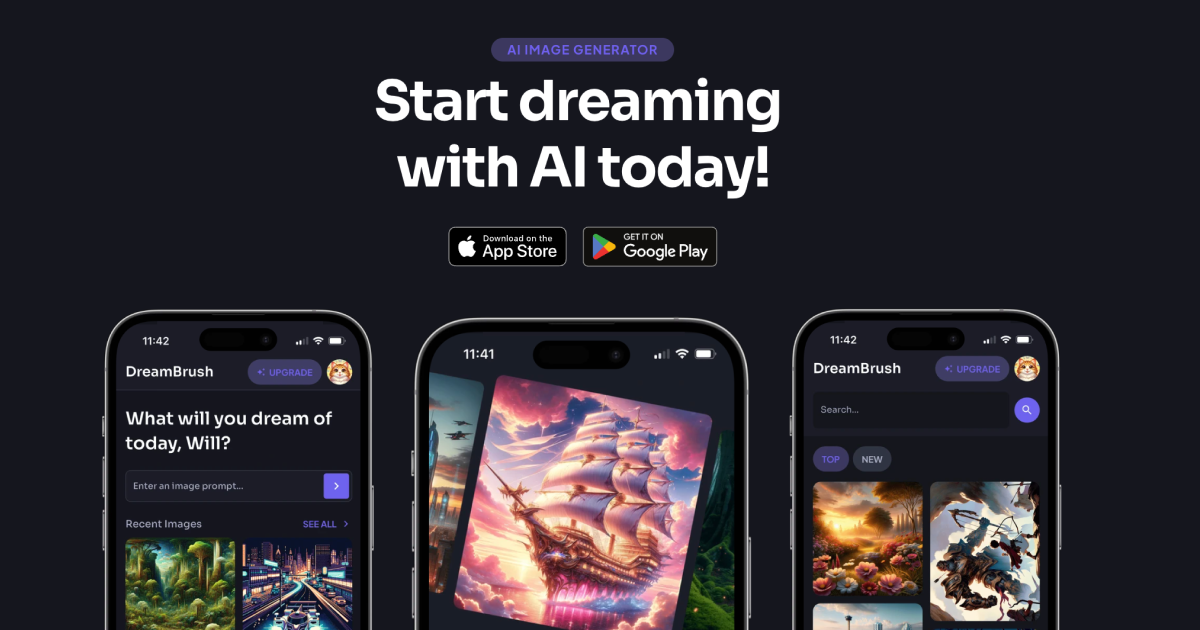 AI IMAGE GENERATOR
Start dreaming
with AI today!
Download on the
App Store
GET IT ON
Google Play
11:42
DreamBrush
UPGRADE
What will you dream of
today, Will?
Enter an image prompt...
Recent Images
SEE ALL
11:41
11:42
DreamBrush
UPGRADE
Search...
TOP
NEW